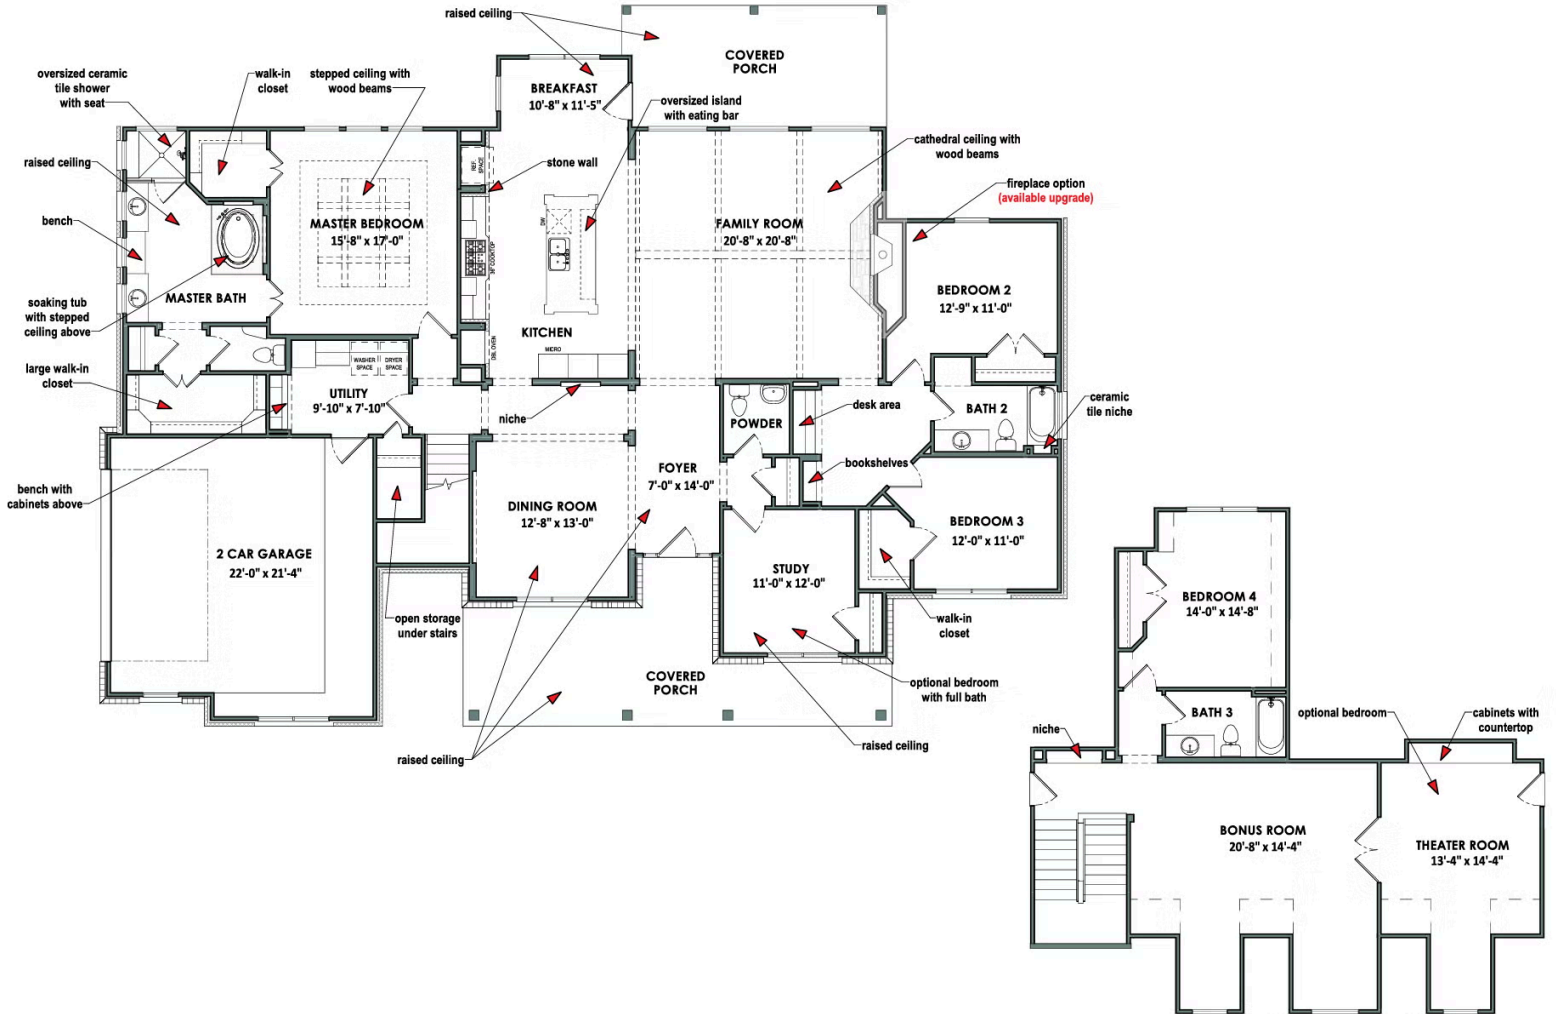 raised ceiling
COVERED
PORCH
oversized ceramic
tile shower
with seat
walk-in
closet
stepped ceiling with
wood beams
BREAKFAST
10'-8" x 11'-5"
oversized island
with eating bar
cathedral ceiling with
wood beams
raised ceiling
REF.
SPACE
stone wall
fireplace option
(available upgrade)
bench
MASTER BEDROOM
15'-8" x 17'-0"
DW
36" COOKTOP
FAMILY ROOM
20'-8" x 20'-8"
MASTER BATH
BEDROOM 2
12'-9" x 11'-0"
soaking tub
with stepped
ceiling above
KITCHEN
MICRO
DBL OVEN
large walk-in
closet
WASHER
SPACE
DRYER
SPACE
UTILITY
9'-10" x 7'-10"
niche
POWDER
desk area
BATH 2
ceramic
tile niche
bench with
cabinets above
FOYER
7'-0" x 14'-0"
bookshelves
DINING ROOM
12'-8" x 13'-0"
BEDROOM 3
12'-0" x 11'-0"
2 CAR GARAGE
22'-0" x 21'-4"
STUDY
11'-0" x 12'-0"
open storage
under stairs
walk-in
closet
COVERED
PORCH
optional bedroom
with full bath
raised ceiling
raised ceiling
BEDROOM 4
14'-0" x 14'-8"
BATH 3
niche
optional bedroom
cabinets with
countertop
BONUS ROOM
20'-8" x 14'-4"
THEATER ROOM
13'-4" x 14'-4"